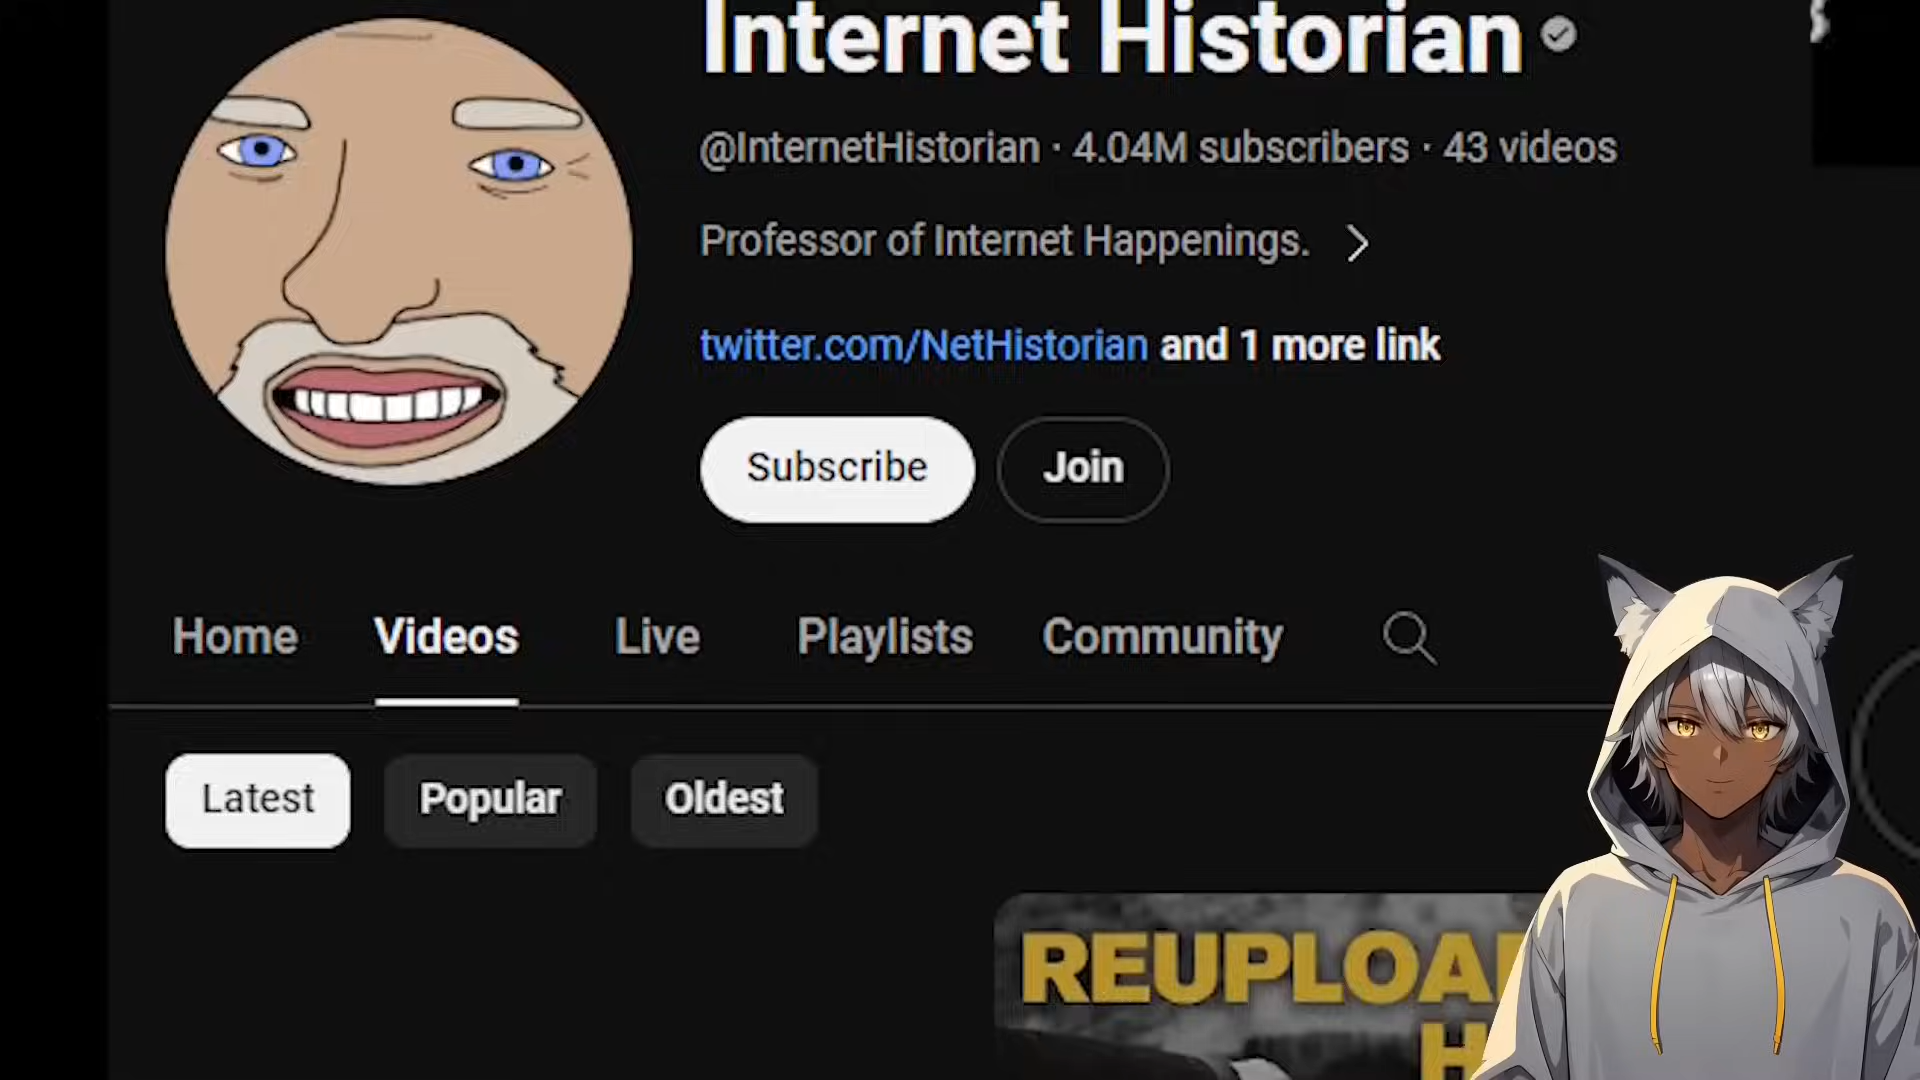 Internet Historian
@InternetHistorian · 4.04M subscribers · 43 videos
Professor of Internet Happenings.
twitter.com/NetHistorian and 1 more link
Subscribe Join
Home Videos Live Playlists Community
Latest Popular Oldest
REUPLOA
H